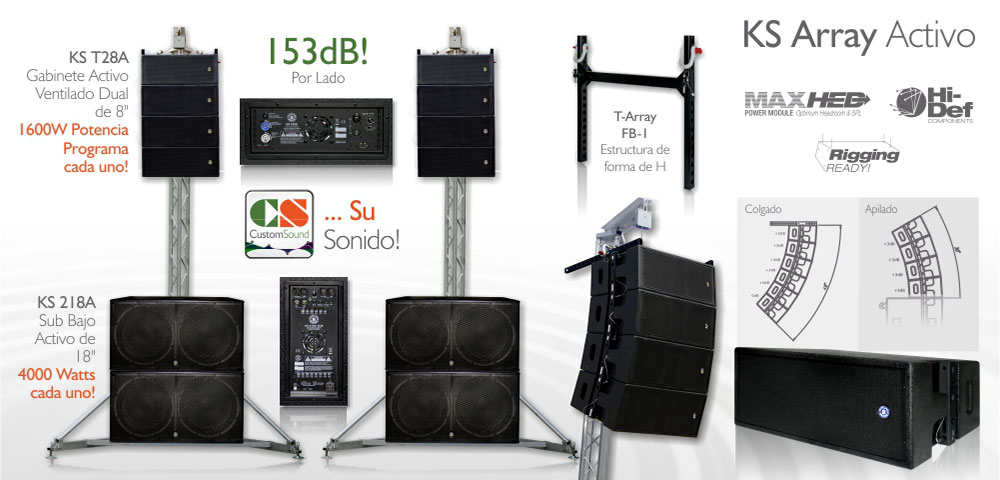 KS T28A
Gabinete Activo
Ventilado Dual
de 8"
1600W Potencia
Programa
cada uno!
153dB!
Por Lado
CS
CustomSound
... Su
Sonido!
KS 218A
Sub Bajo
Activo de
18"
4000 Watts
cada uno!
T-Array
FB-1
Estructura de
forma de H
KS Array Activo
MAXHED
POWER MODULE Optimum Headroom & SPL
Hi-
Def
COMPONENTS
Rigging
READY!
Colgado
Apilado